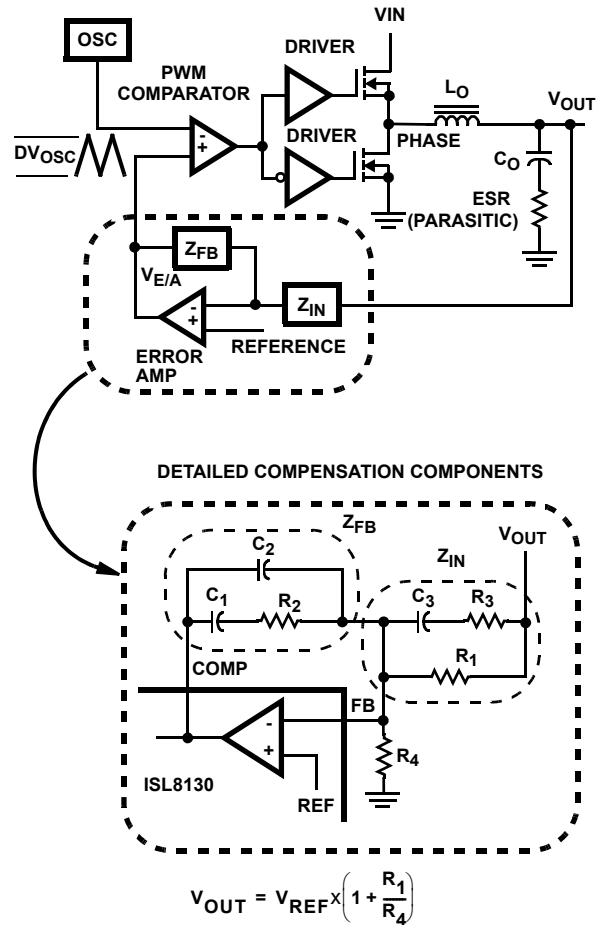 VIN
OSC
DRIVER
PWM
COMPARATOR
LO
VOUT
DRIVER
PHASE
DVOSC
CO
ESR
(PARASITIC)
ZFB
VE/A
ZIN
REFERENCE
ERROR
AMP
DETAILED COMPENSATION COMPONENTS
ZFB
VOUT
C2
ZIN
C1
R2
C3
R3
COMP
R1
FB
R4
ISL8130
REF
VOUT = VREF x (1 + R1/R4)